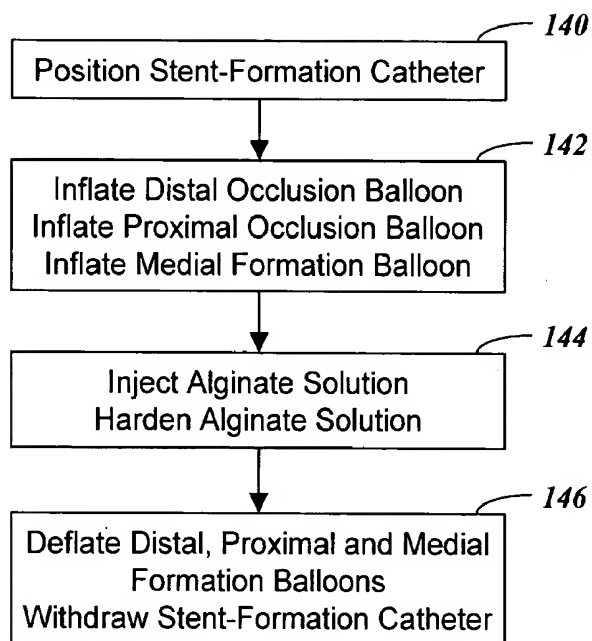 140
Position Stent-Formation Catheter
142
Inflate Distal Occlusion Balloon
Inflate Proximal Occlusion Balloon
Inflate Medial Formation Balloon
144
Inject Alginate Solution
Harden Alginate Solution
146
Deflate Distal, Proximal and Medial
Formation Balloons
Withdraw Stent-Formation Catheter